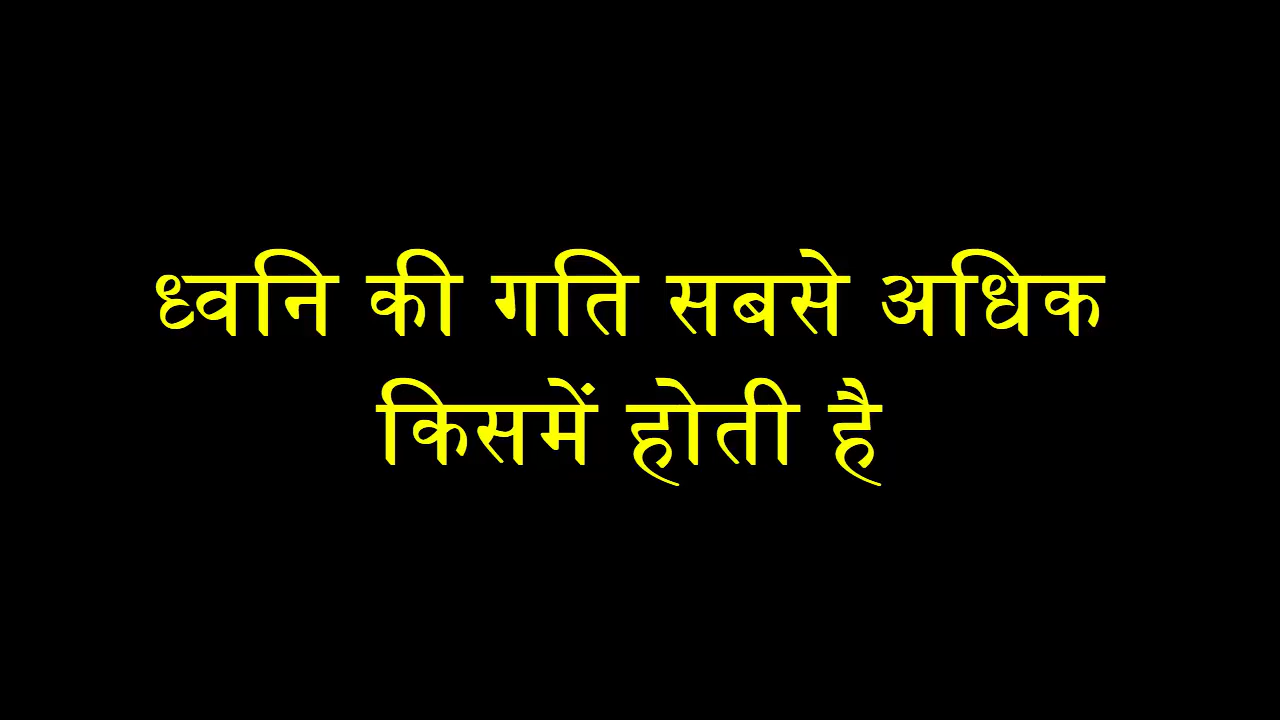 ध्वनि की गति सबसे अधिक
किसमें होती है